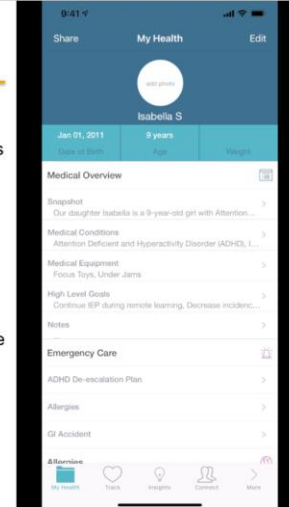 9:41
Share My Health Edit
add photo
Isabella S
Jan 01, 2011 9 years
Date of Birth Age Weight
s
Medical Overview
Snapshot
Our daughter Isabella is a 9-year-old girl with Attention...
Medical Conditions
Attention Deficient and Hyperactivity Disorder (ADHD), I...
Medical Equipment
Focus Toys, Under Jams
High Level Goals
Continue IEP during remote learning, Decrease incidenc...
Notes
e
Emergency Care
ADHD De-escalation Plan
Allergies
GI Accident
Allergies
My Health Track Insights Connect More